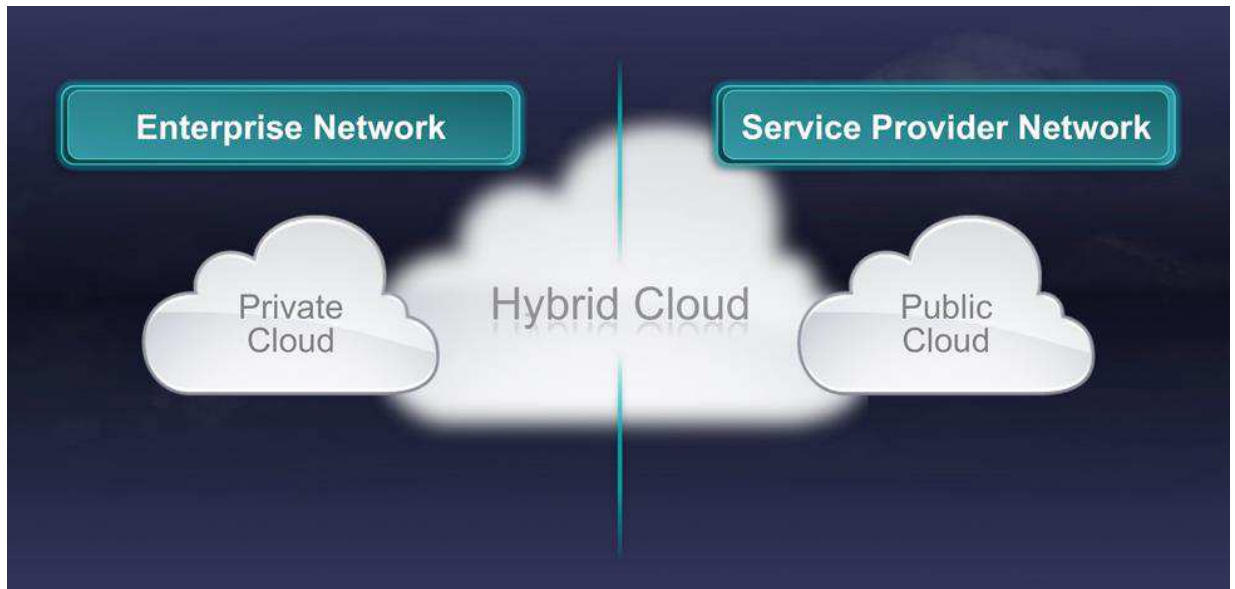 Enterprise Network
Service Provider Network
Private
Cloud
Hybrid Cloud
Public
Cloud